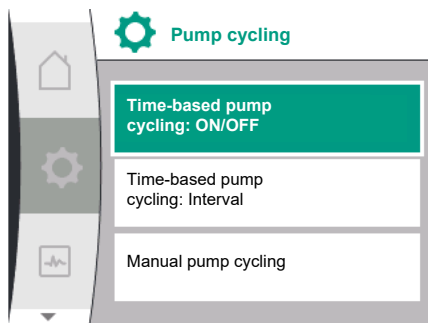 Pump cycling
Time-based pump
cycling: ON/OFF
Time-based pump
cycling: Interval
Manual pump cycling